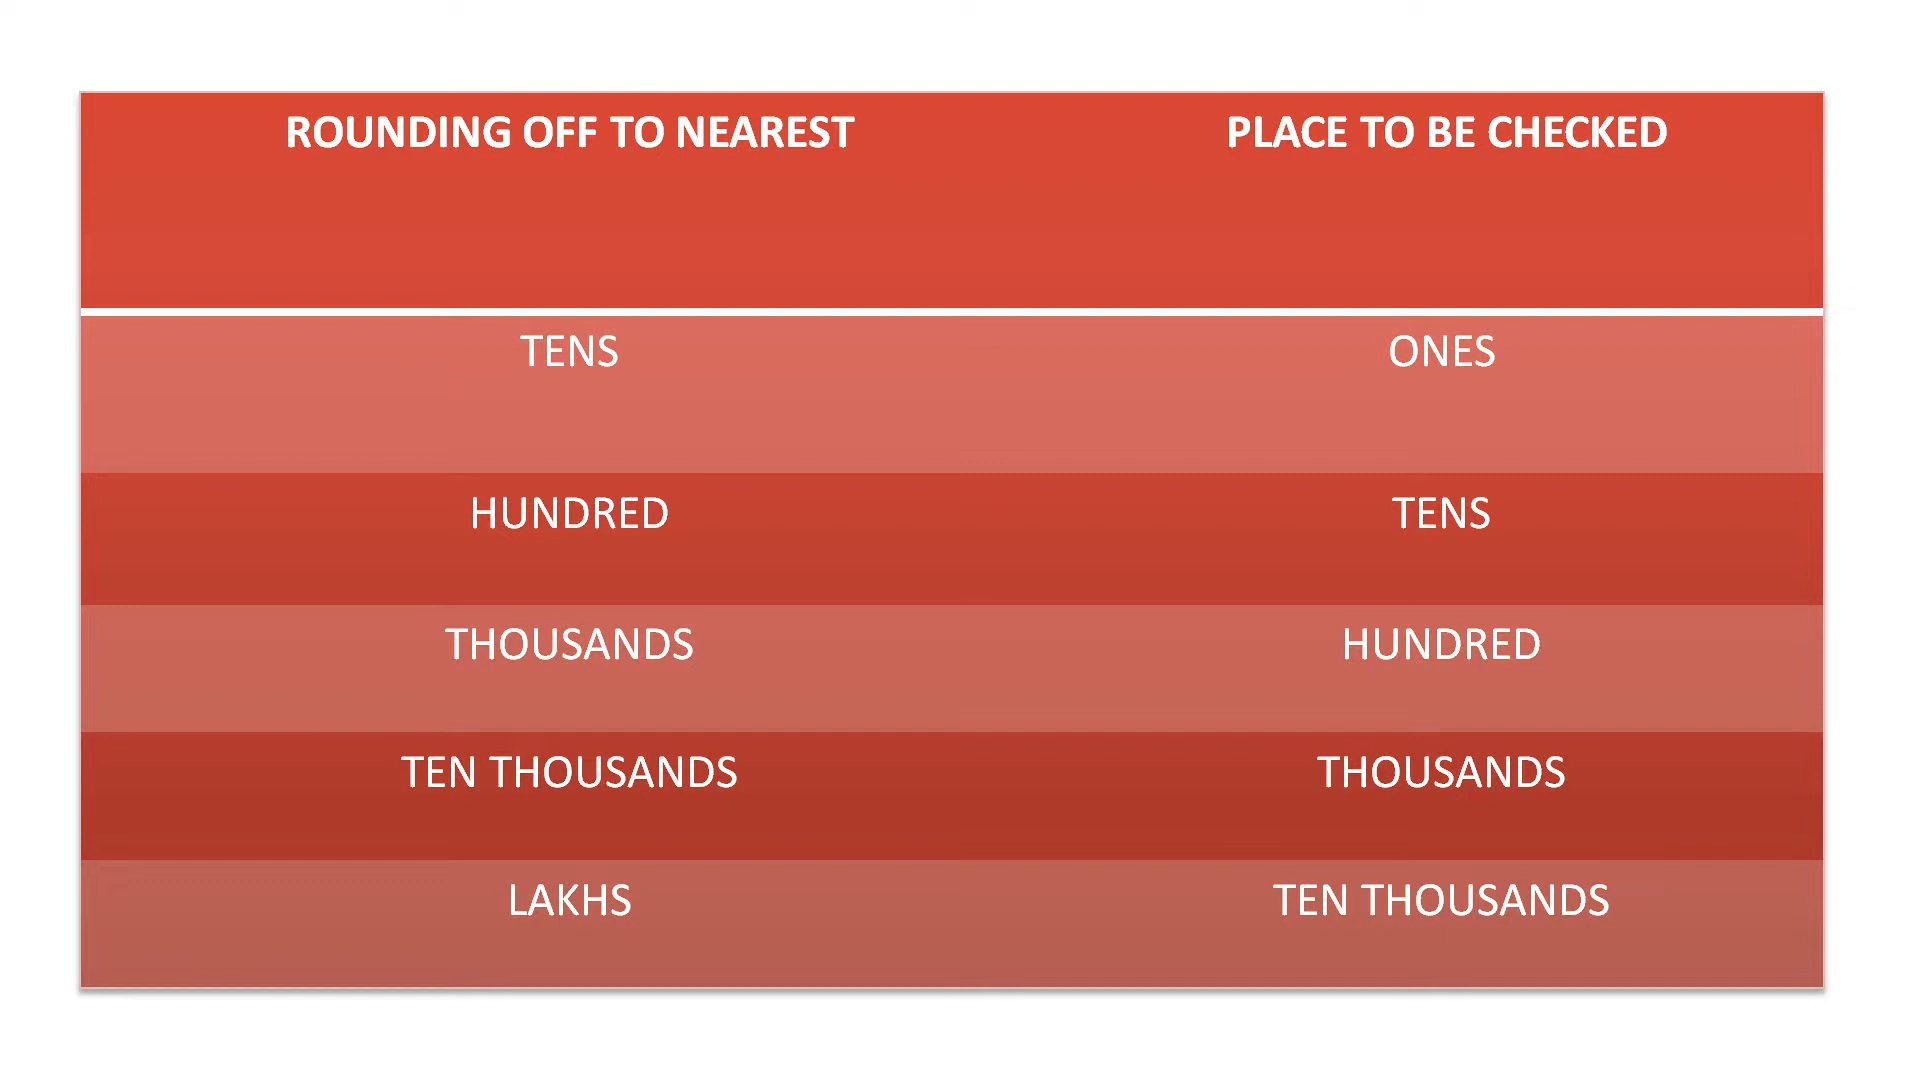 ROUNDING OFF TO NEAREST PLACE TO BE CHECKED
TENS ONES
HUNDRED TENS
THOUSANDS HUNDRED
TEN THOUSANDS THOUSANDS
LAKHS TEN THOUSANDS